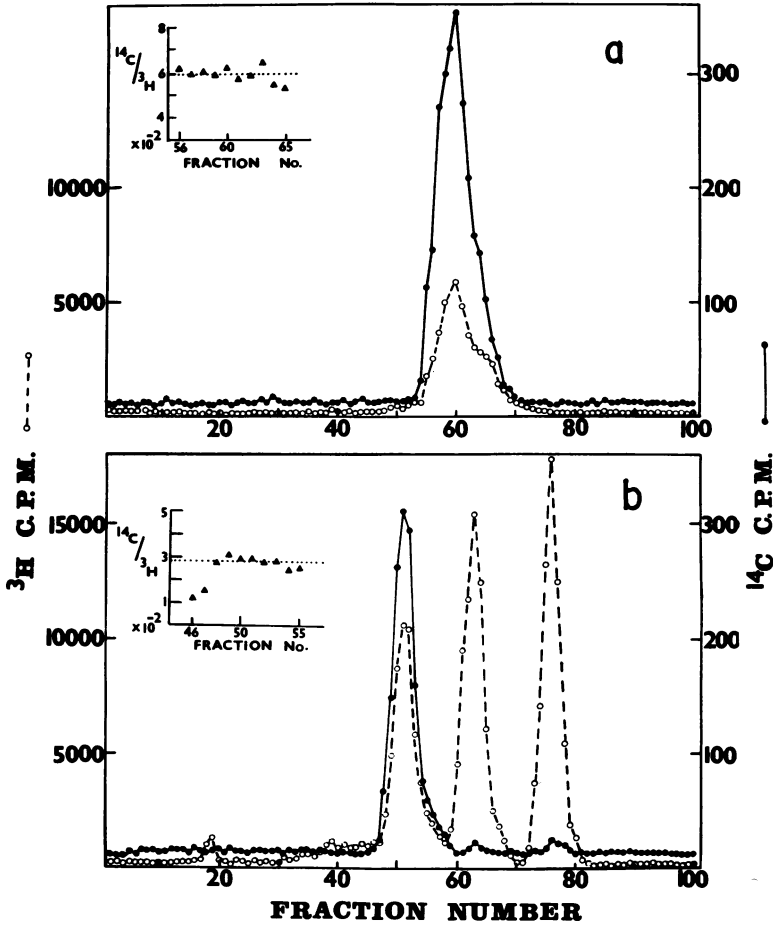 a
8
6
4
×10⁻²
¹⁴C/³H
56 60 65
FRACTION No.
10000
5000
300
200
100
20 40 60 80 100
³H C.P.M.
¹⁴C C.P.M.
b
5
3
1
×10⁻²
¹⁴C/³H
46 50 55
FRACTION No.
15000
10000
5000
300
200
100
20 40 60 80 100
FRACTION NUMBER